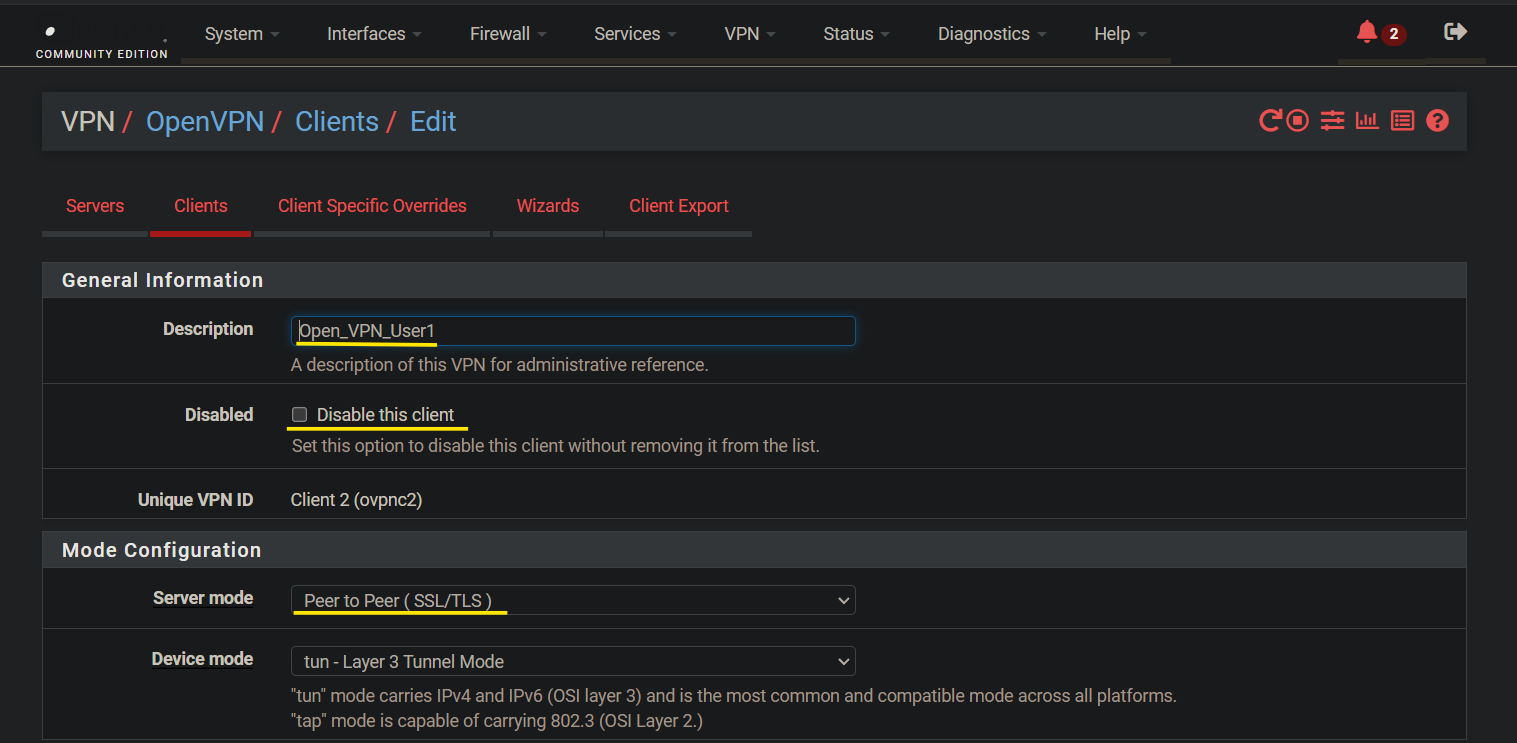 COMMUNITY EDITION
System Interfaces Firewall Services VPN Status Diagnostics Help 2
VPN / OpenVPN / Clients / Edit
Servers Clients Client Specific Overrides Wizards Client Export
General Information
Description Open_VPN_User1
A description of this VPN for administrative reference.
Disabled Disable this client
Set this option to disable this client without removing it from the list.
Unique VPN ID Client 2 (ovpnc2)
Mode Configuration
Server mode Peer to Peer ( SSL/TLS )
Device mode tun - Layer 3 Tunnel Mode
"tun" mode carries IPv4 and IPv6 (OSI layer 3) and is the most common and compatible mode across all platforms.
"tap" mode is capable of carrying 802.3 (OSI Layer 2.)